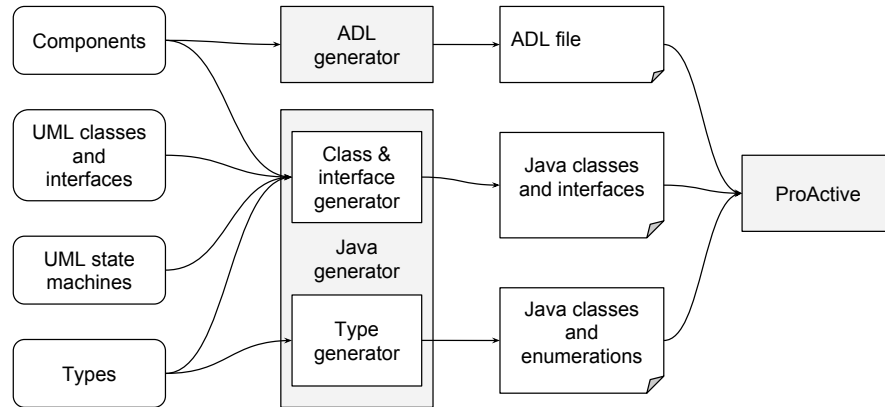 Components
ADL
generator
ADL file
UML classes
and
interfaces
Class &
interface
generator
Java classes
and interfaces
ProActive
UML state
machines
Java
generator
Types
Type
generator
Java classes
and
enumerations